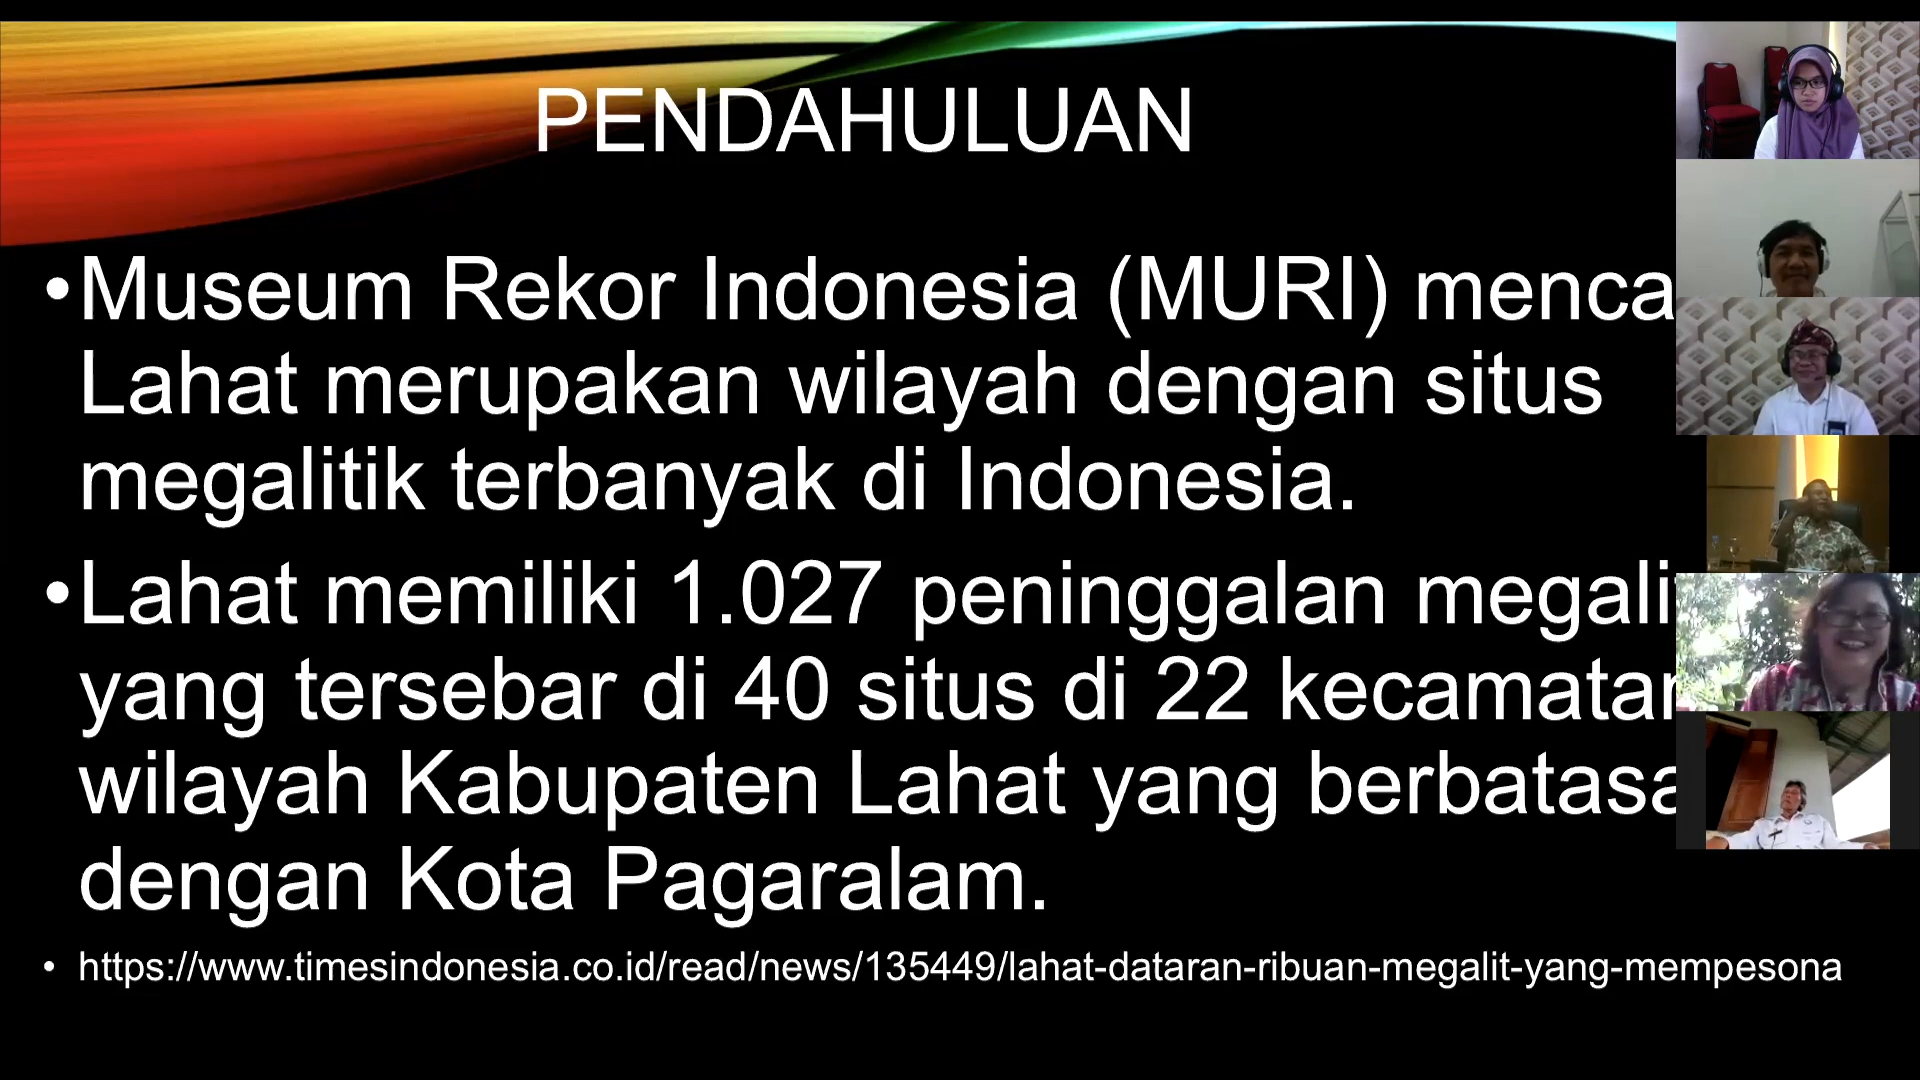 PENDAHULUAN
•Museum Rekor Indonesia (MURI) menca
Lahat merupakan wilayah dengan situs
megalitik terbanyak di Indonesia.
•Lahat memiliki 1.027 peninggalan megali
yang tersebar di 40 situs di 22 kecamatan
wilayah Kabupaten Lahat yang berbatasa
dengan Kota Pagaralam.
• https://www.timesindonesia.co.id/read/news/135449/lahat-dataran-ribuan-megalit-yang-mempesona